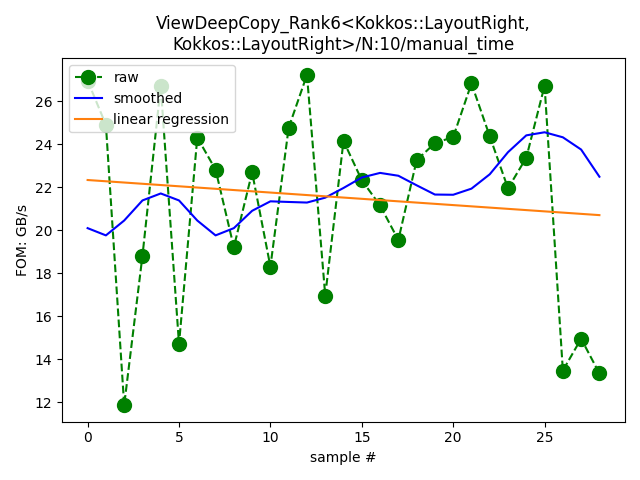 ViewDeepCopy_Rank6<Kokkos::LayoutRight,
Kokkos::LayoutRight>/N:10/manual_time
raw
smoothed
linear regression
FOM: GB/s
26
24
22
20
18
16
14
12
0
5
10
15
20
25
sample #